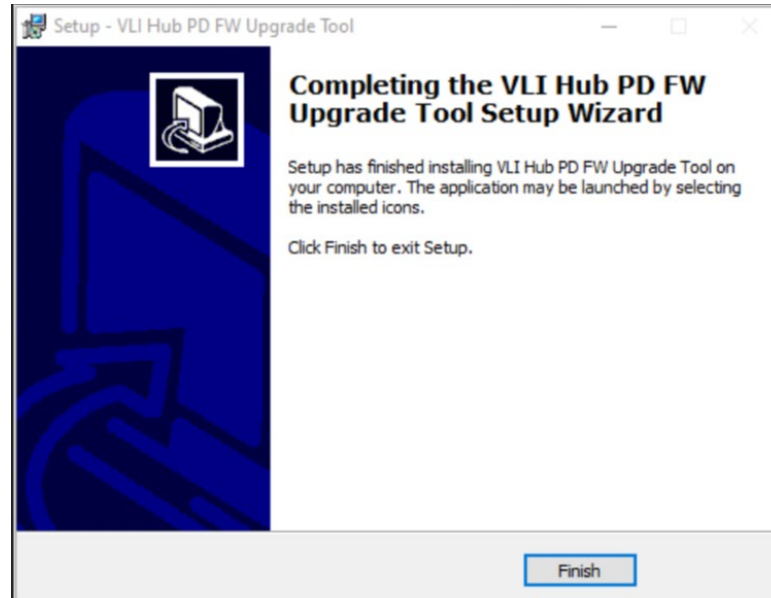 Setup - VLI Hub PD FW Upgrade Tool
Completing the VLI Hub PD FW
Upgrade Tool Setup Wizard
Setup has finished installing VLI Hub PD FW Upgrade Tool on
your computer. The application may be launched by selecting
the installed icons.
Click Finish to exit Setup.
Finish